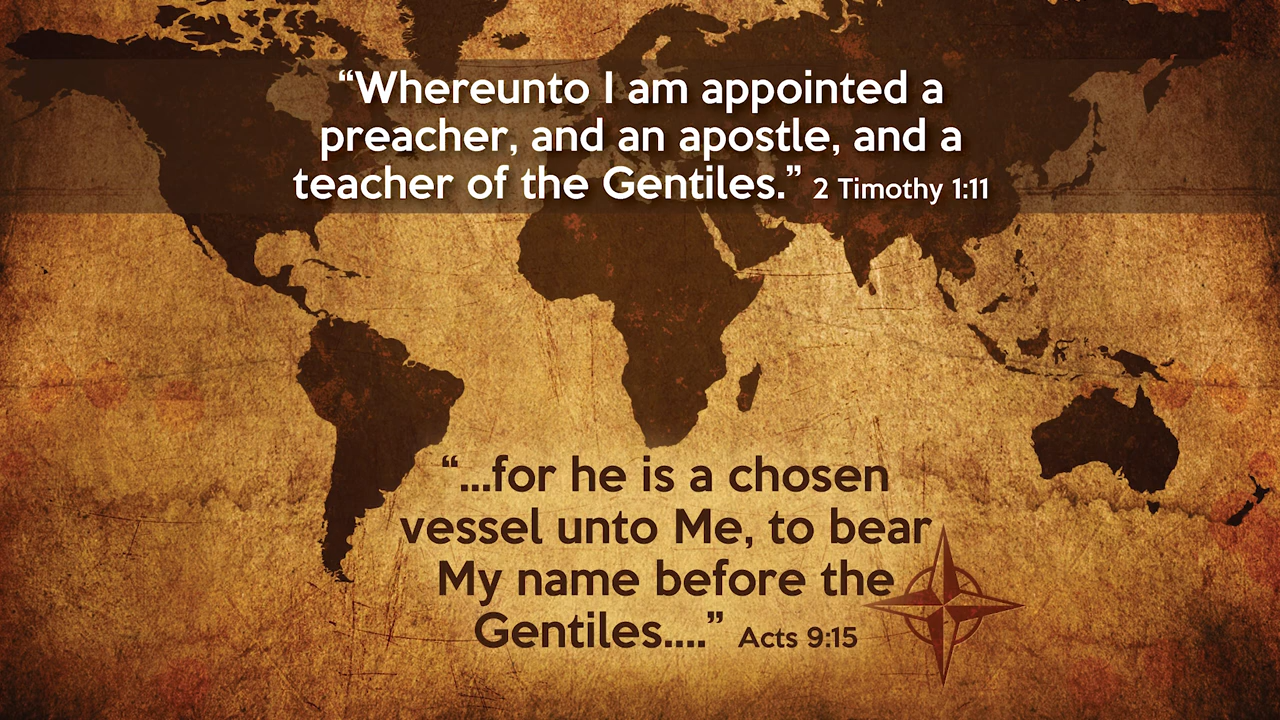 “Whereunto I am appointed a
preacher, and an apostle, and a
teacher of the Gentiles.” 2 Timothy 1:11
“...for he is a chosen
vessel unto Me, to bear
My name before the
Gentiles....” Acts 9:15